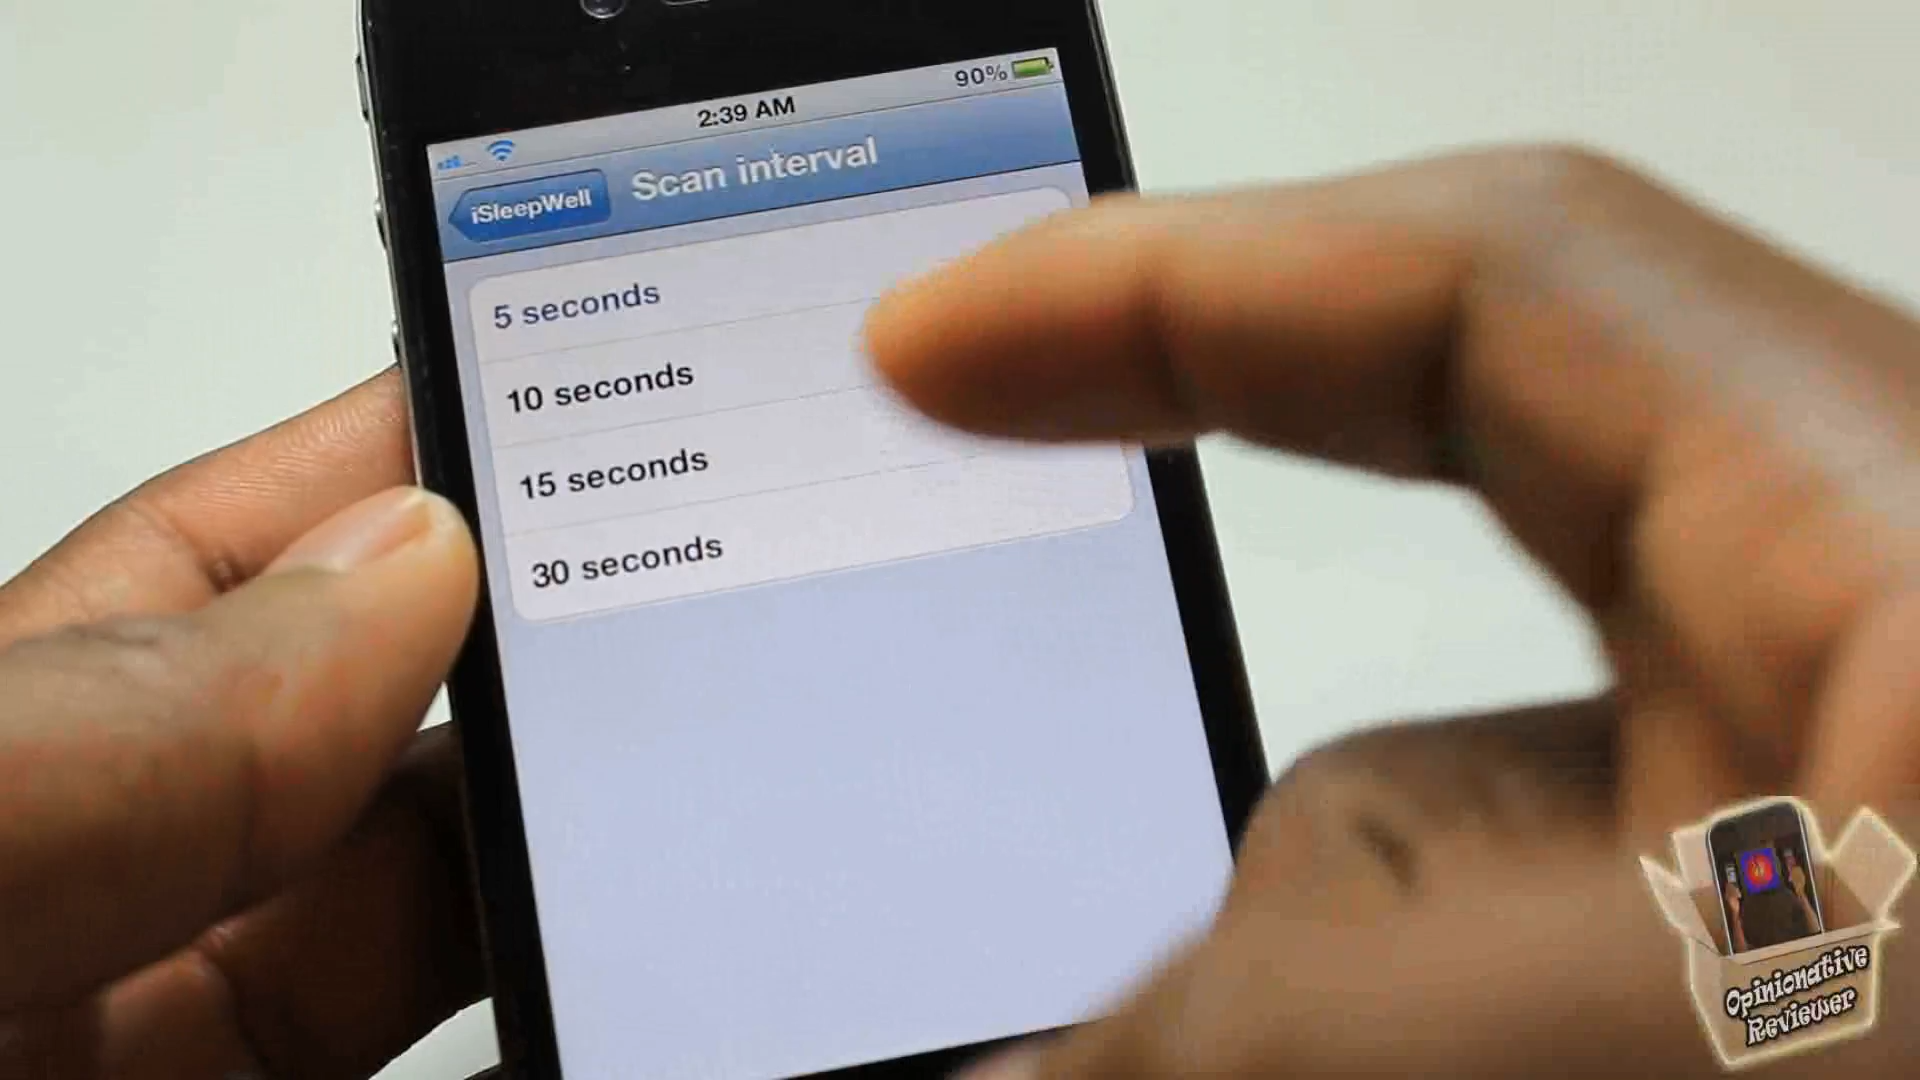 90%
2:39 AM
iSleepWell
Scan interval
5 seconds
10 seconds
15 seconds
30 seconds
Opinionative
Reviewer